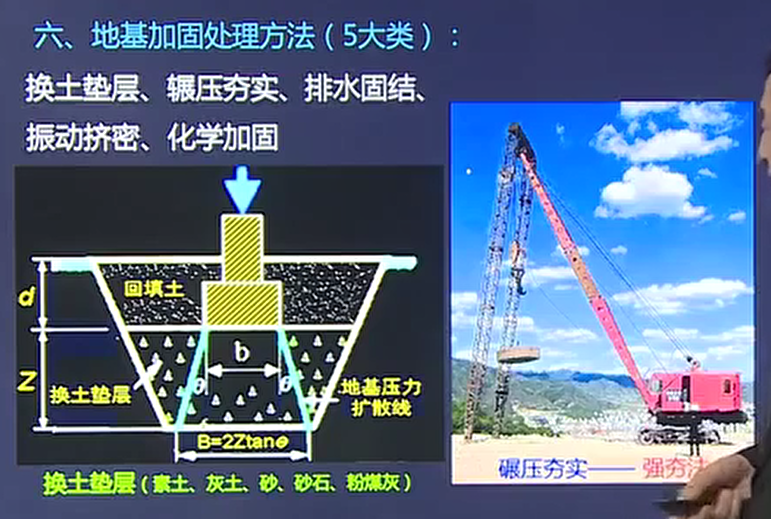 六、地基加固处理方法（5大类）：
换土垫层、辗压夯实、排水固结、
振动挤密、化学加固
回填土
d
b
Z
θ
θ
换土垫层
地基压力
扩散线
B=2Ztanθ
换土垫层（素土、灰土、砂、砂石、粉煤灰）
碾压夯实—— 强夯法